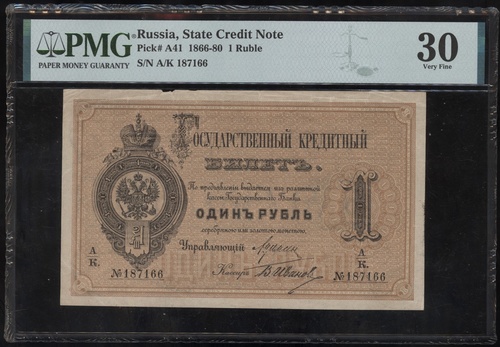 PMG
PAPER MONEY GUARANTY
Russia, State Credit Note
Pick# A41 1866-80 1 Ruble
S/N A/K 187166
30
Very Fine
Государственный Кредитный
Билетъ.
По предъявленіи выдается изъ размѣнной
кассы Государственнаго Банка
ОДИНЪ РУБЛЬ
серебряною или золотою монетою.
1
Управляющій
А/К.
№187166
Кассиръ Б. Иванов
А/К.
№187166